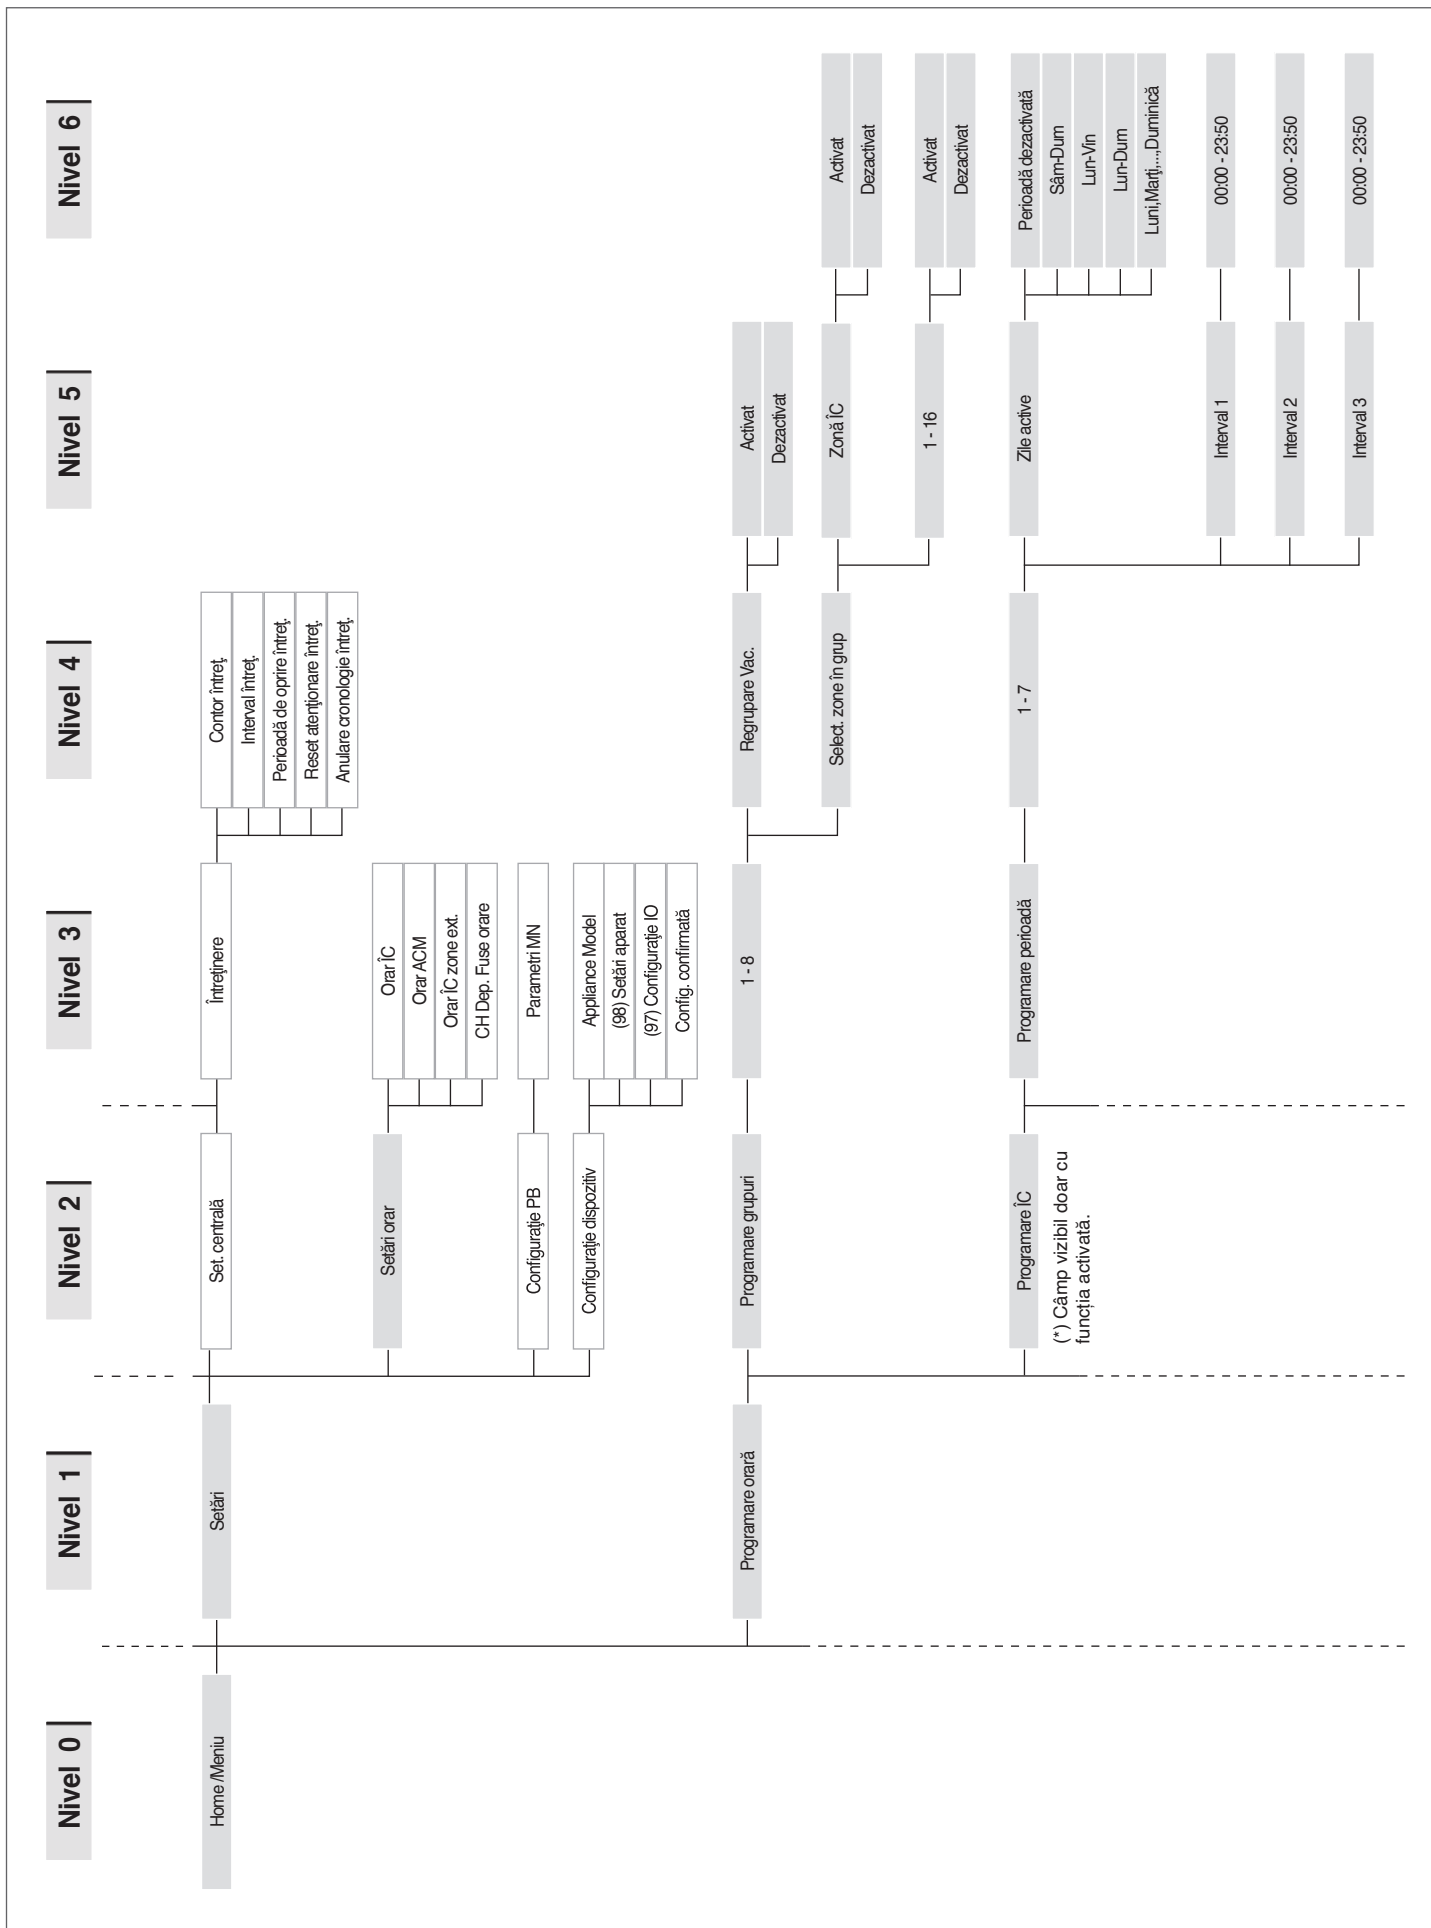 Nivel 0
Nivel 1
Nivel 2
Nivel 3
Nivel 4
Nivel 5
Nivel 6
Home /Meniu
Setări
Set. centrală
Întreţinere
Contor întreţ.
Interval întreţ.
Perioadă de oprire întreţ.
Reset atenţionare întreţ.
Anulare cronologie întreţ.
Setări orar
Orar ÎC
Orar ACM
Orar ÎC zone ext.
CH Dep. Fuse orare
Configuraţie PB
Parametri MN
Configuraţie dispozitiv
Appliance Model
(98) Setări aparat
(97) Configuraţie IO
Config. confirmată
Programare orară
Programare grupuri
1 - 8
Regrupare Vac.
Activat
Dezactivat
Select. zone în grup
Zonă ÎC
Activat
Dezactivat
1 - 16
Activat
Dezactivat
Programare ÎC
(*) Câmp vizibil doar cu
funcția activată.
Programare perioadă
1 - 7
Zile active
Perioadă dezactivată
Sâm-Dum
Lun-Vin
Lun-Dum
Luni,Marţi,...,Duminică
Interval 1
00:00 - 23:50
Interval 2
00:00 - 23:50
Interval 3
00:00 - 23:50